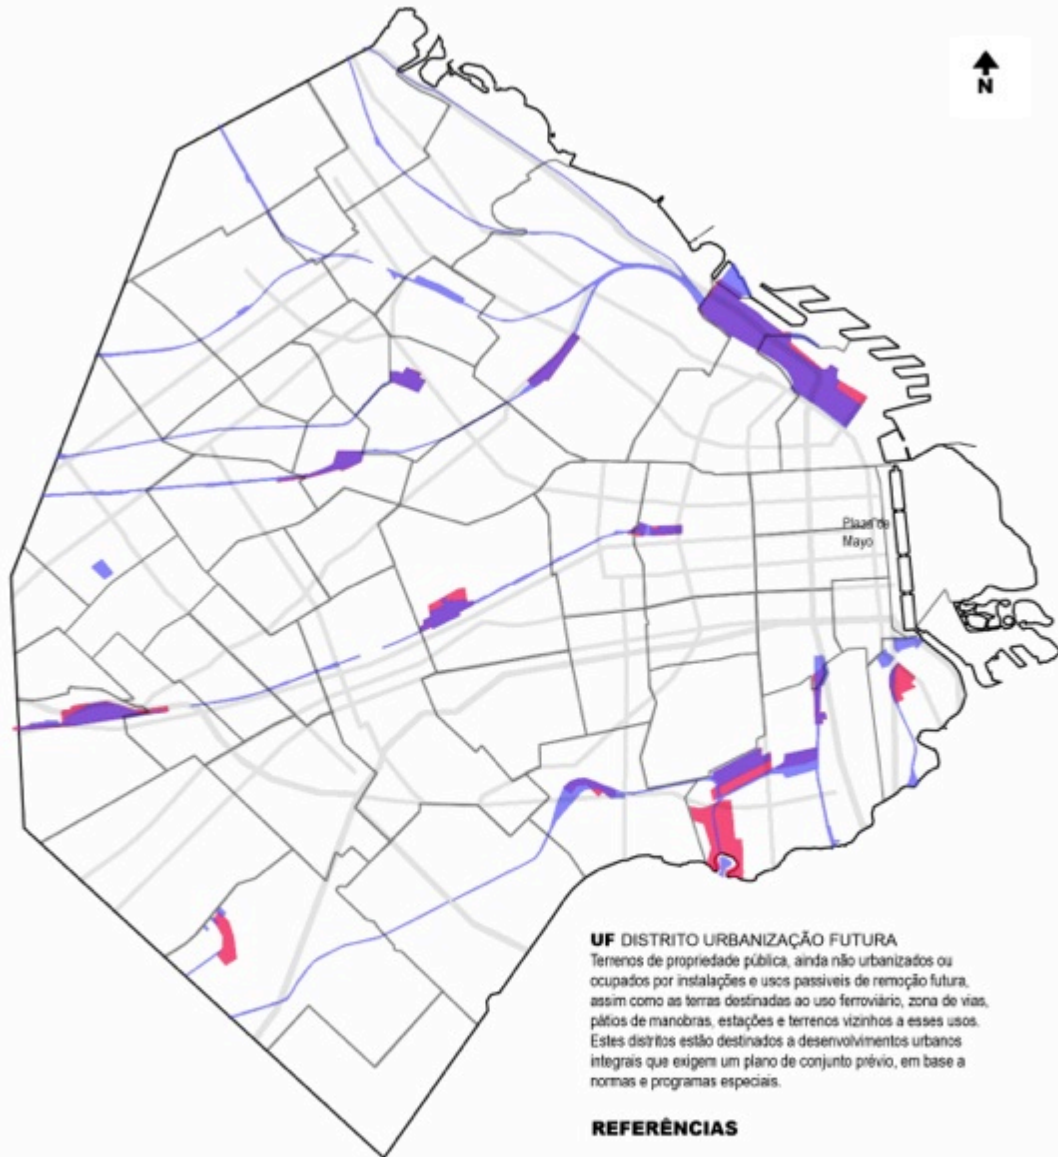 N
Plaza de
Mayo
UF DISTRITO URBANIZAÇÃO FUTURA
Terrenos de propriedade pública, ainda não urbanizados ou
ocupados por instalações e usos passiveis de remoção futura,
assim como as terras destinadas ao uso ferroviário, zona de vias,
pátios de manobras, estações e terrenos vizinhos a esses usos.
Estes distritos estão destinados a desenvolvimentos urbanos
integrais que exigem um plano de conjunto prévio, em base a
normas e programas especiais.
REFERÊNCIAS